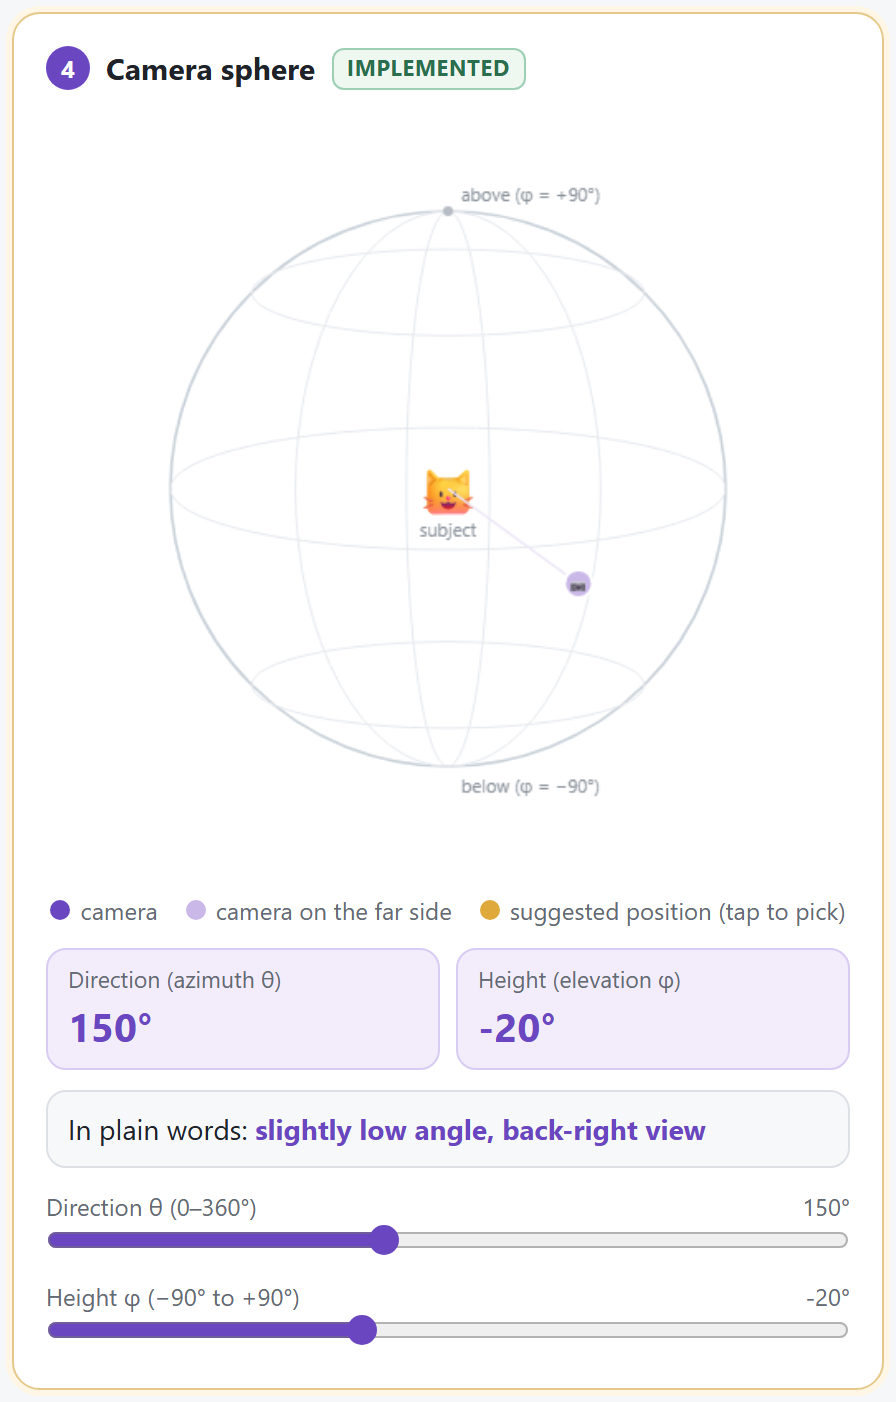 4 Camera sphere IMPLEMENTED
above (φ = +90°)
subject
below (φ = −90°)
camera camera on the far side suggested position (tap to pick)
Direction (azimuth θ) Height (elevation φ)
150° -20°
In plain words: slightly low angle, back-right view
Direction θ (0–360°) 150°
Height φ (−90° to +90°) -20°